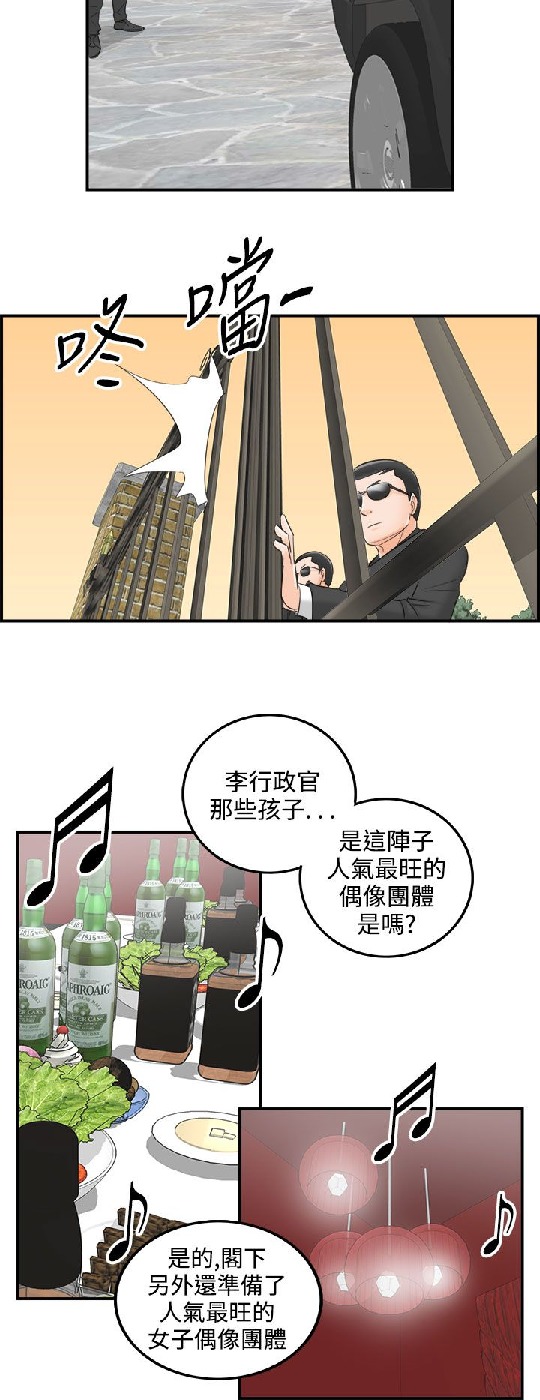 咚
噹
李行政官
那些孩子...
是這陣子
人氣最旺的
偶像團體
是嗎?
1815
PHROAIG
是的,閣下
另外還準備了
人氣最旺的
女子偶像團體